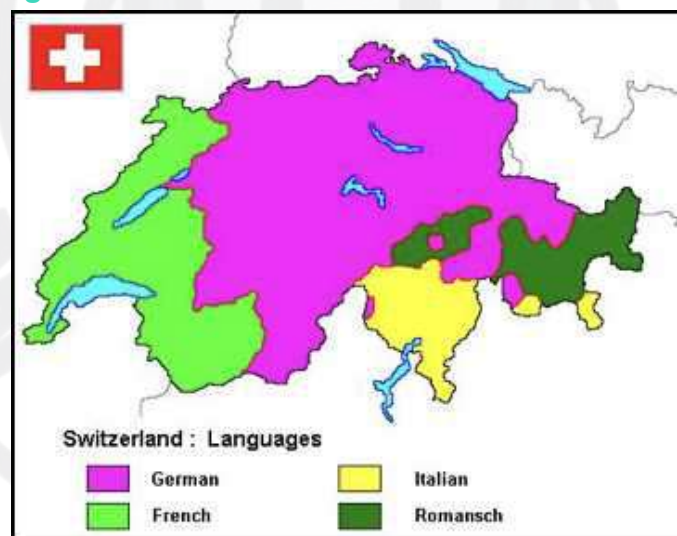 Switzerland : Languages
German
Italian
French
Romansch